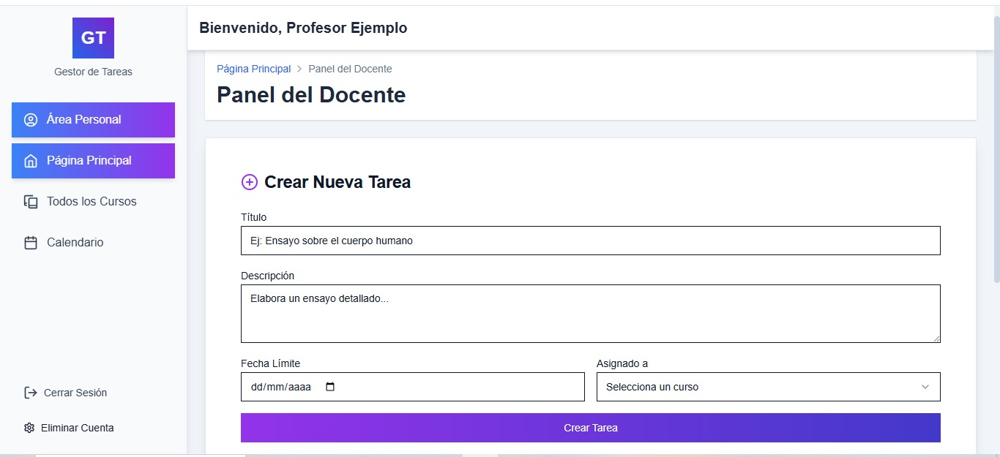 GT
Gestor de Tareas
Área Personal
Página Principal
Todos los Cursos
Calendario
Cerrar Sesión
Eliminar Cuenta
Bienvenido, Profesor Ejemplo
Página Principal > Panel del Docente
Panel del Docente
Crear Nueva Tarea
Título
Ej: Ensayo sobre el cuerpo humano
Descripción
Elabora un ensayo detallado...
Fecha Límite
dd/mm/aaaa
Asignado a
Selecciona un curso
Crear Tarea